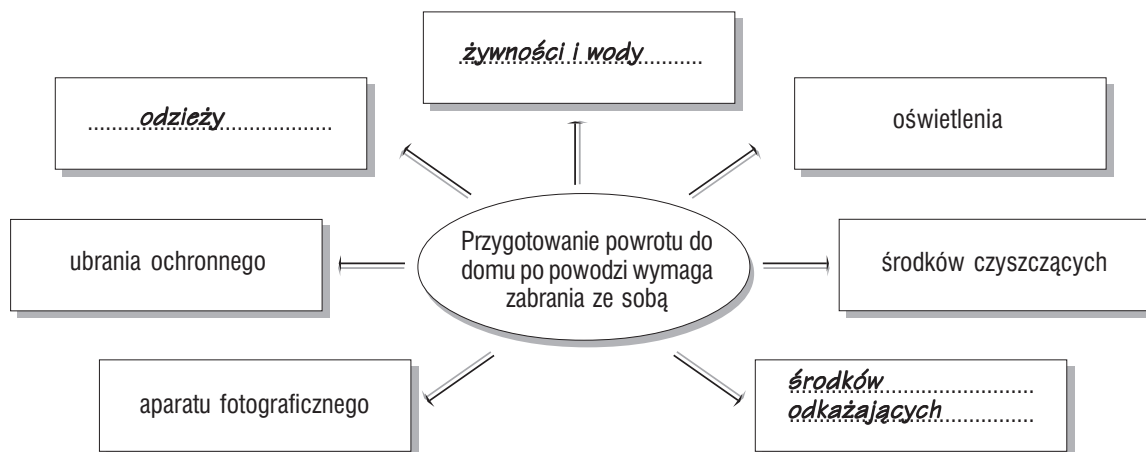 żywności i wody
odzieży
oświetlenia
ubrania ochronnego
Przygotowanie powrotu do
domu po powodzi wymaga
zabrania ze sobą
środków czyszczących
aparatu fotograficznego
środków
odkażających